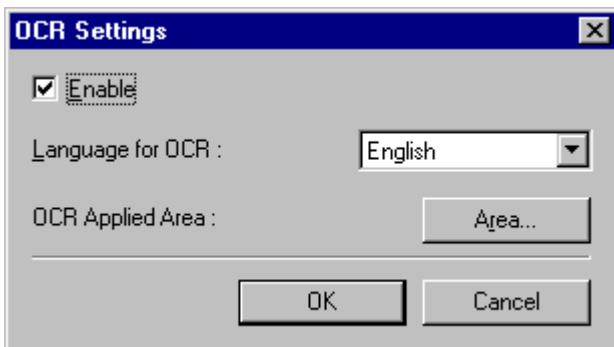 OCR Settings
Enable
Language for OCR : English
OCR Applied Area : Area...
OK Cancel